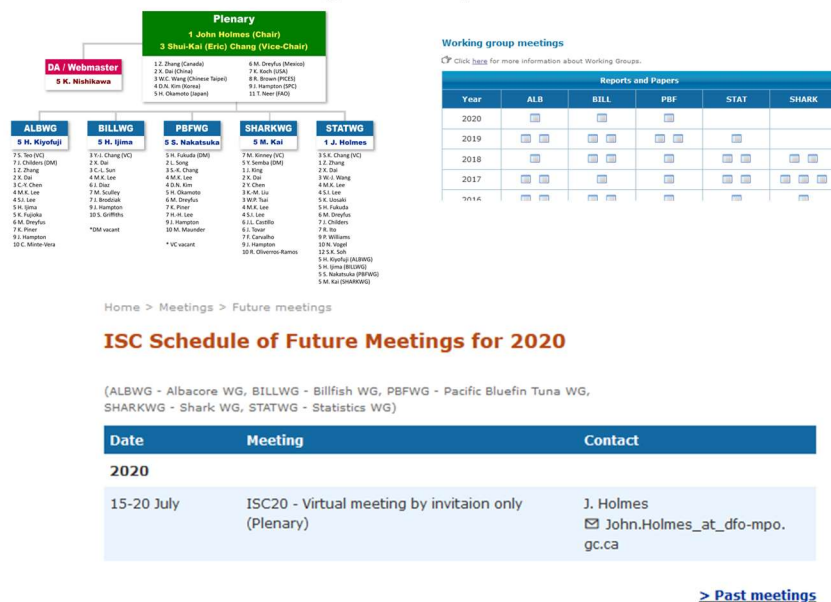 Plenary
1 John Holmes (Chair)
3 Shui-Kai (Eric) Chang (Vice-Chair)
1 Z. Zhang (Canada)
2 X. Dai (China)
3 W.C. Wang (Chinese Taipei)
4 D.N. Kim (Korea)
5 H. Okamoto (Japan)
6 M. Dreyfus (Mexico)
7 K. Koch (USA)
8 R. Brown (PICES)
9 J. Hampton (SPC)
11 T. Neer (FAO)
DA / Webmaster
5 K. Nishikawa
ALBWG
5 H. Kiyofuji
7 S. Teo (VC)
7 J. Childers (DM)
1 Z. Zhang
2 X. Dai
3 C.-Y. Chen
4 M.K. Lee
4 S.I. Lee
5 H. Ijima
5 K. Fujioka
6 M. Dreyfus
7 K. Piner
9 J. Hampton
10 C. Minte-Vera
BILLWG
5 H. Ijima
3 Y.-J. Chang (VC)
2 X. Dai
3 C.-L. Sun
4 M.K. Lee
6 J. Diaz
7 M. Sculley
7 J. Brodziak
9 J. Hampton
10 S. Griffiths
*DM vacant
PBFWG
5 S. Nakatsuka
5 H. Fukuda (DM)
2 L. Song
3 S.-K. Chang
4 M.K. Lee
4 D.N. Kim
5 H. Okamoto
6 M. Dreyfus
7 K. Piner
7 H.-H. Lee
9 J. Hampton
10 M. Maunder
* VC vacant
SHARKWG
5 M. Kai
7 M. Kinney (VC)
5 Y. Semba (DM)
1 J. King
2 X. Dai
2 Y. Chen
3 K.-M. Liu
3 W.P. Tsai
4 M.K. Lee
4 S.I. Lee
6 J.L. Castillo
6 J. Tovar
7 F. Carvalho
9 J. Hampton
10 R. Oliverros-Ramos
STATWG
1 J. Holmes
3 S.K. Chang (VC)
1 Z. Zhang
2 X. Dai
3 W.-J. Wang
4 M.K. Lee
4 S.I. Lee
5 K. Uosaki
5 H. Fukuda
6 M. Dreyfus
7 J. Childers
7 R. Ito
9 P. Williams
10 N. Vogel
12 S.K. Soh
5 H. Kiyofuji (ALBWG)
5 H. Ijima (BILLWG)
5 S. Nakatsuka (PBFWG)
5 M. Kai (SHARKWG)
Working group meetings
Click here for more information about Working Groups.
Reports and Papers
Year ALB BILL PBF STAT SHARK
2020
2019
2018
2017
2016
Home > Meetings > Future meetings
ISC Schedule of Future Meetings for 2020
(ALBWG - Albacore WG, BILLWG - Billfish WG, PBFWG - Pacific Bluefin Tuna WG,
SHARKWG - Shark WG, STATWG - Statistics WG)
Date Meeting Contact
2020
15-20 July ISC20 - Virtual meeting by invitaion only J. Holmes
(Plenary) John.Holmes_at_dfo-mpo.
gc.ca
> Past meetings